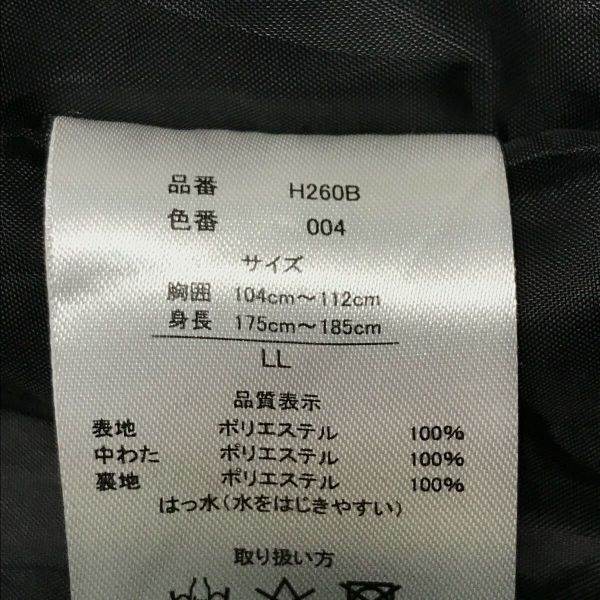 品番 H260B
色番 004
サイズ
胸囲 104cm～112cm
身長 175cm～185cm
LL
品質表示
表地 ポリエステル 100%
中わた ポリエステル 100%
裏地 ポリエステル 100%
はっ水(水をはじきやすい)
取り扱い方